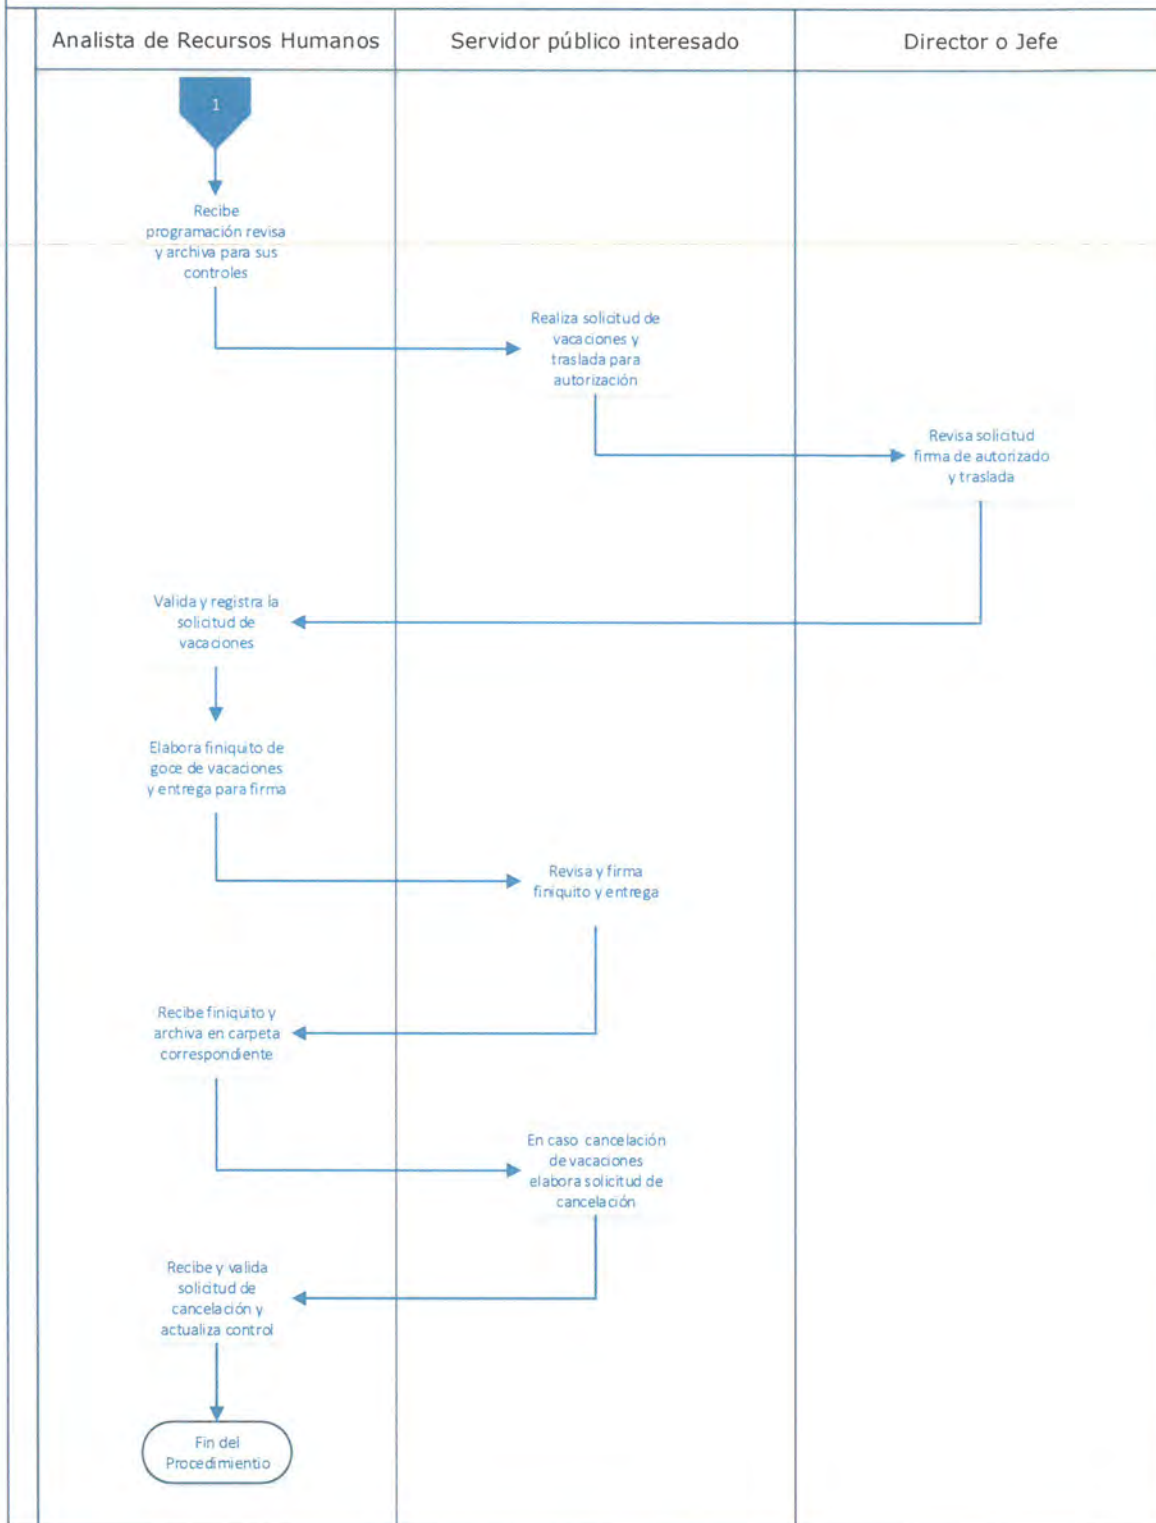 Analista de Recursos Humanos
Servidor público interesado
Director o Jefe
1
Recibe
programación revisa
y archiva para sus
controles
Realiza solicitud de
vacaciones y
traslada para
autorización
Revisa solicitud
firma de autorizado
y traslada
Valida y registra la
solicitud de
vacaciones
Elabora finiquito de
goce de vacaciones
y entrega para firma
Revisa y firma
finiquito y entrega
Recibe finiquito y
archiva en carpeta
correspondiente
En caso cancelación
de vacaciones
elabora solicitud de
cancelación
Recibe y valida
solicitud de
cancelación y
actualiza control
Fin del
Procedimientio